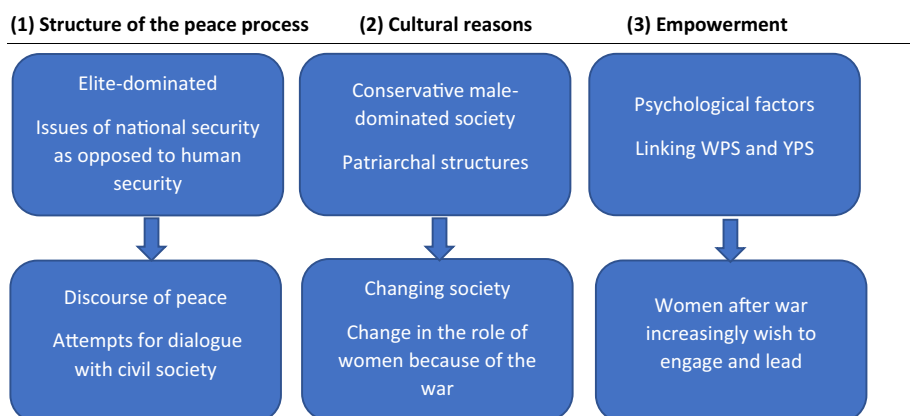 (1) Structure of the peace process
(2) Cultural reasons
(3) Empowerment
Elite-dominated
Issues of national security
as opposed to human
security
Conservative male-
dominated society
Patriarchal structures
Psychological factors
Linking WPS and YPS
Discourse of peace
Attempts for dialogue
with civil society
Changing society
Change in the role of
women because of the
war
Women after war
increasingly wish to
engage and lead